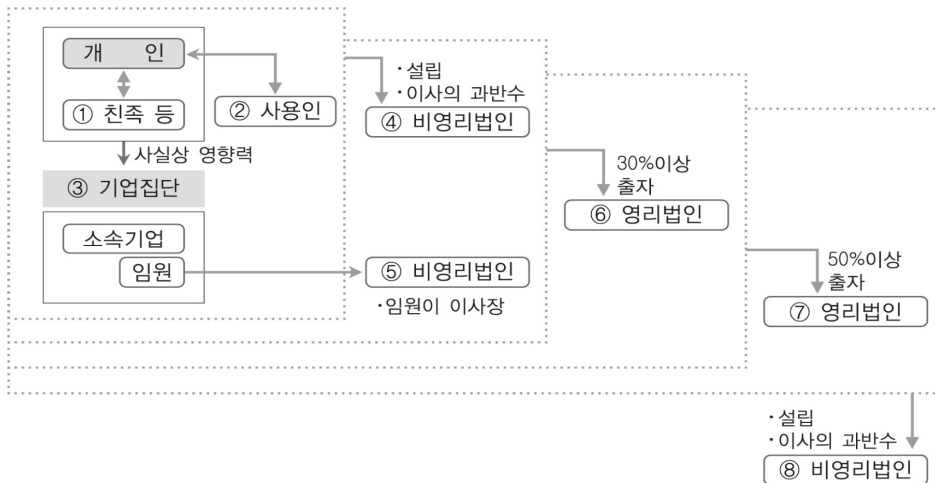 개 인
① 친족 등
② 사용인
사실상 영향력
③ 기업집단
소속기업
임원
·설립
·이사의 과반수
④ 비영리법인
⑤ 비영리법인
·임원이 이사장
30%이상
출자
⑥ 영리법인
50%이상
출자
⑦ 영리법인
·설립
·이사의 과반수
⑧ 비영리법인